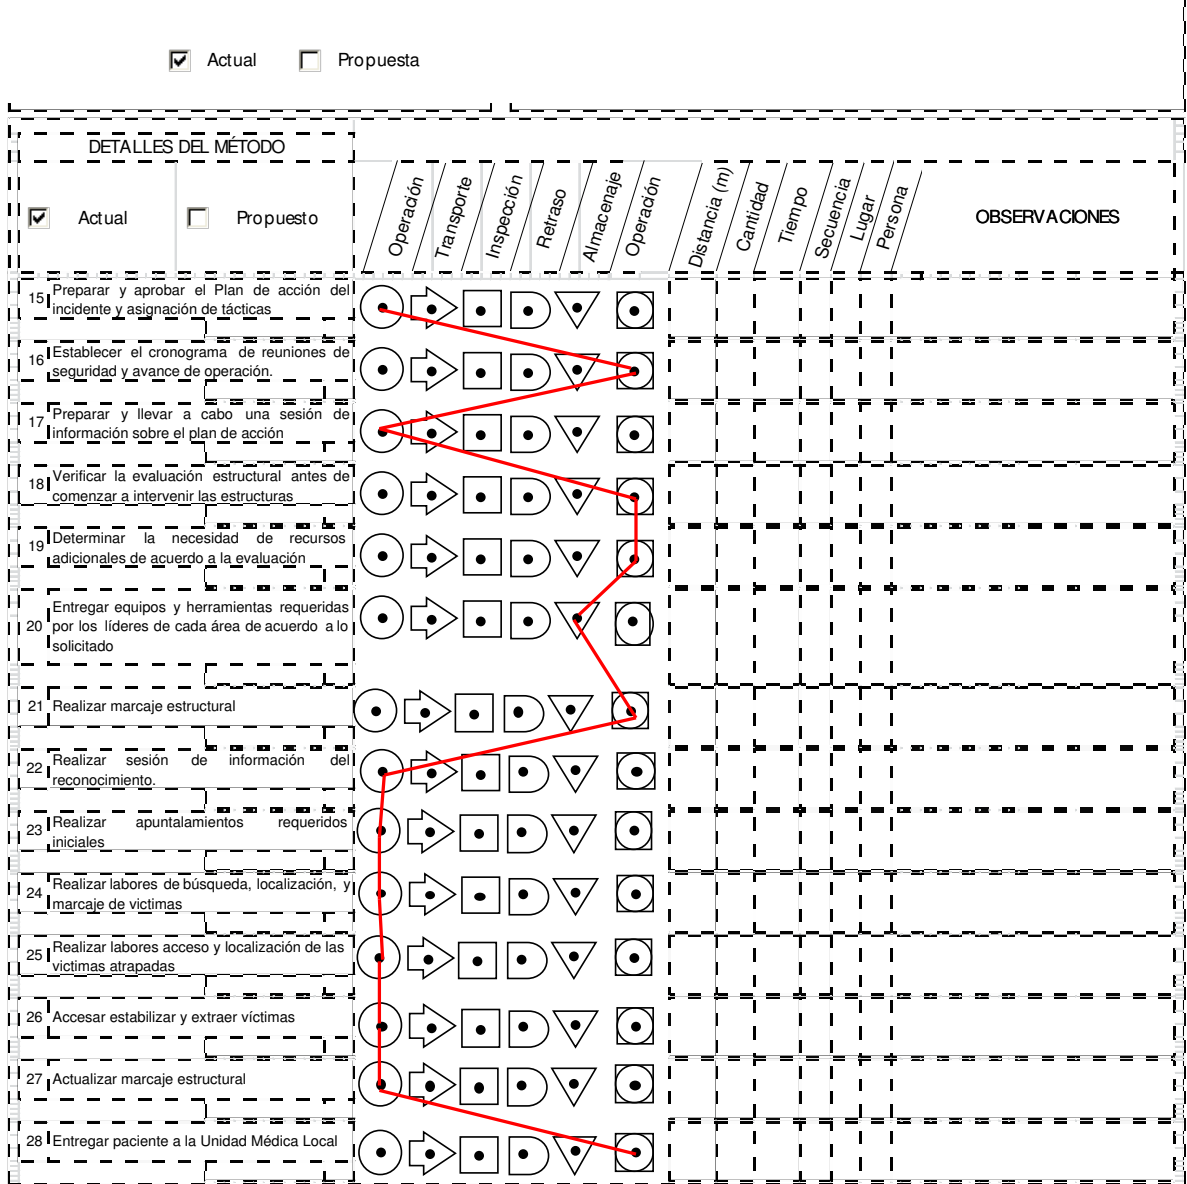 Actual Propuesta
DETALLES DEL MÉTODO
Actual Propuesto
Operación
Transporte
Inspección
Retraso
Almacenaje
Operación
Distancia (m)
Cantidad
Tiempo
Secuencia
Lugar
Persona
OBSERVACIONES
15 Preparar y aprobar el Plan de acción del
incidente y asignación de tácticas
16 Establecer el cronograma de reuniones de
seguridad y avance de operación.
17 Preparar y llevar a cabo una sesión de
información sobre el plan de acción
18 Verificar la evaluación estructural antes de
comenzar a intervenir las estructuras
19 Determinar la necesidad de recursos
adicionales de acuerdo a la evaluación
20 Entregar equipos y herramientas requeridas
por los líderes de cada área de acuerdo a lo
solicitado
21 Realizar marcaje estructural
22 Realizar sesión de información del
reconocimiento.
23 Realizar apuntalamientos requeridos
iniciales
24 Realizar labores de búsqueda, localización, y
marcaje de victimas
25 Realizar labores acceso y localización de las
victimas atrapadas
26 Accesar estabilizar y extraer víctimas
27 Actualizar marcaje estructural
28 Entregar paciente a la Unidad Médica Local